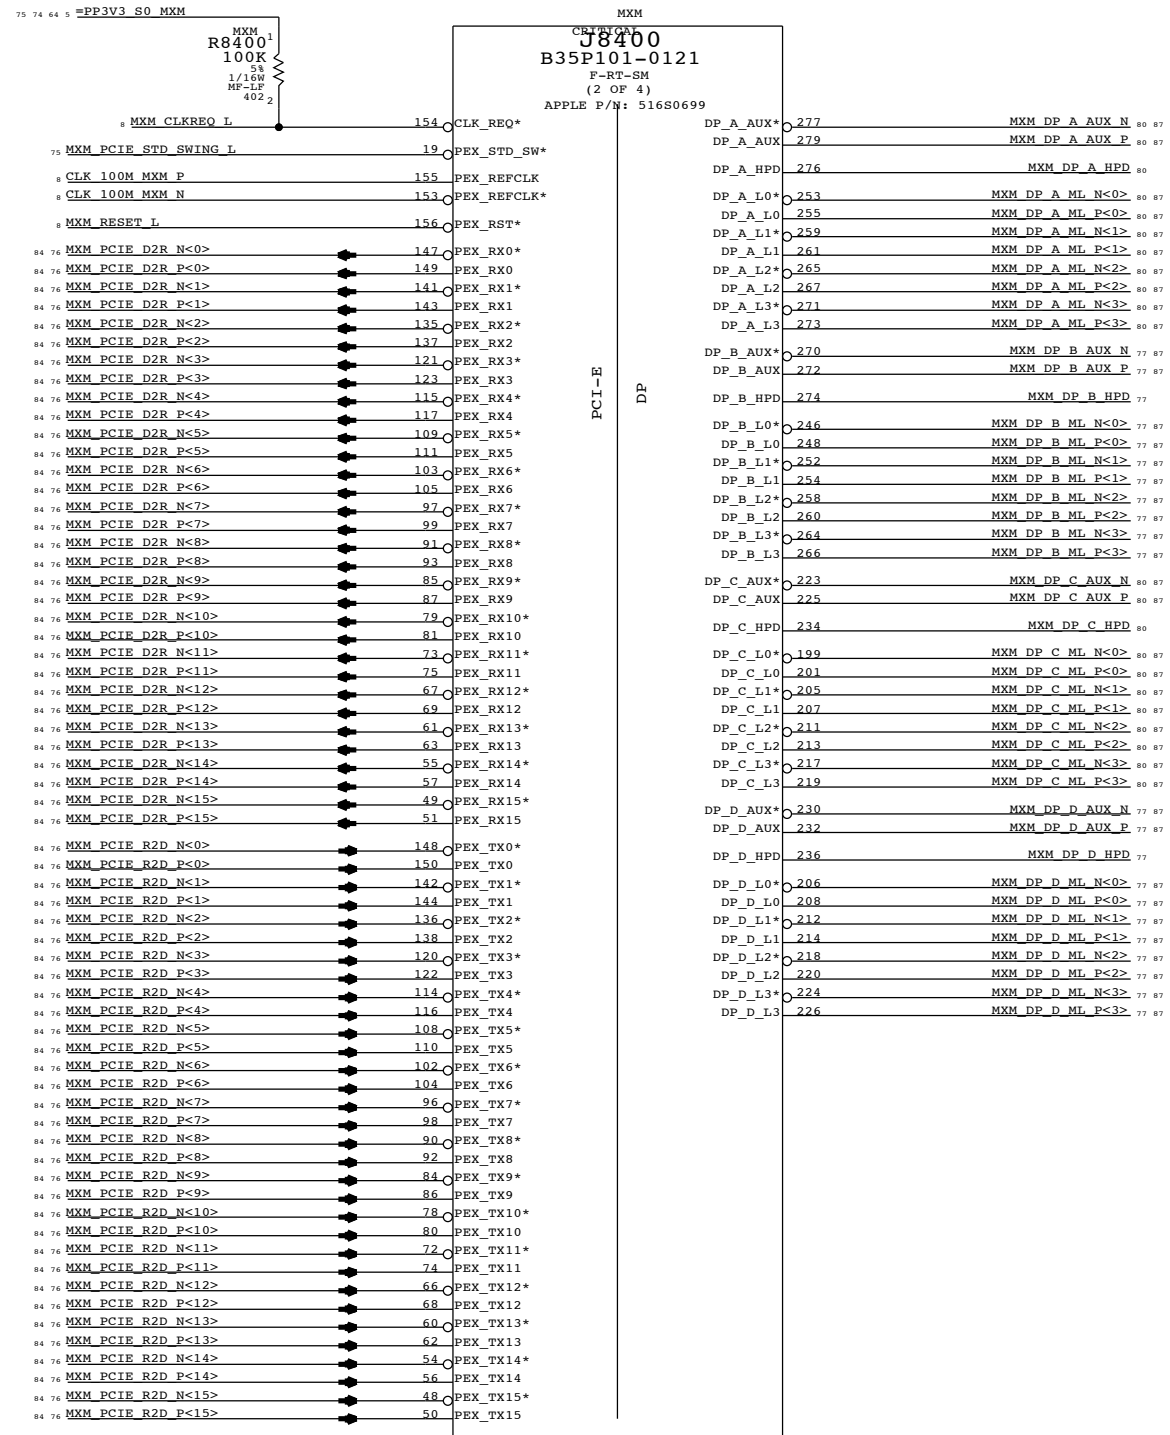 75 74 64 5 =PP3V3_S0_MXM
MXM
R8400 1
100K
5%
1/16W
MF-LF
402 2
MXM
CRITICAL
J8400
B35P101-0121
F-RT-SM
(2 OF 4)
APPLE P/N: 516S0699
PCI-E
DP
8 MXM_CLKREQ_L 154 CLK_REQ*
75 MXM_PCIE_STD_SWING_L 19 PEX_STD_SW*
8 CLK_100M_MXM_P 155 PEX_REFCLK
8 CLK_100M_MXM_N 153 PEX_REFCLK*
8 MXM_RESET_L 156 PEX_RST*
84 76 MXM_PCIE_D2R_N<0> 147 PEX_RX0*
84 76 MXM_PCIE_D2R_P<0> 149 PEX_RX0
84 76 MXM_PCIE_D2R_N<1> 141 PEX_RX1*
84 76 MXM_PCIE_D2R_P<1> 143 PEX_RX1
84 76 MXM_PCIE_D2R_N<2> 135 PEX_RX2*
84 76 MXM_PCIE_D2R_P<2> 137 PEX_RX2
84 76 MXM_PCIE_D2R_N<3> 121 PEX_RX3*
84 76 MXM_PCIE_D2R_P<3> 123 PEX_RX3
84 76 MXM_PCIE_D2R_N<4> 115 PEX_RX4*
84 76 MXM_PCIE_D2R_P<4> 117 PEX_RX4
84 76 MXM_PCIE_D2R_N<5> 109 PEX_RX5*
84 76 MXM_PCIE_D2R_P<5> 111 PEX_RX5
84 76 MXM_PCIE_D2R_N<6> 103 PEX_RX6*
84 76 MXM_PCIE_D2R_P<6> 105 PEX_RX6
84 76 MXM_PCIE_D2R_N<7> 97 PEX_RX7*
84 76 MXM_PCIE_D2R_P<7> 99 PEX_RX7
84 76 MXM_PCIE_D2R_N<8> 91 PEX_RX8*
84 76 MXM_PCIE_D2R_P<8> 93 PEX_RX8
84 76 MXM_PCIE_D2R_N<9> 85 PEX_RX9*
84 76 MXM_PCIE_D2R_P<9> 87 PEX_RX9
84 76 MXM_PCIE_D2R_N<10> 79 PEX_RX10*
84 76 MXM_PCIE_D2R_P<10> 81 PEX_RX10
84 76 MXM_PCIE_D2R_N<11> 73 PEX_RX11*
84 76 MXM_PCIE_D2R_P<11> 75 PEX_RX11
84 76 MXM_PCIE_D2R_N<12> 67 PEX_RX12*
84 76 MXM_PCIE_D2R_P<12> 69 PEX_RX12
84 76 MXM_PCIE_D2R_N<13> 61 PEX_RX13*
84 76 MXM_PCIE_D2R_P<13> 63 PEX_RX13
84 76 MXM_PCIE_D2R_N<14> 55 PEX_RX14*
84 76 MXM_PCIE_D2R_P<14> 57 PEX_RX14
84 76 MXM_PCIE_D2R_N<15> 49 PEX_RX15*
84 76 MXM_PCIE_D2R_P<15> 51 PEX_RX15
84 76 MXM_PCIE_R2D_N<0> 148 PEX_TX0*
84 76 MXM_PCIE_R2D_P<0> 150 PEX_TX0
84 76 MXM_PCIE_R2D_N<1> 142 PEX_TX1*
84 76 MXM_PCIE_R2D_P<1> 144 PEX_TX1
84 76 MXM_PCIE_R2D_N<2> 136 PEX_TX2*
84 76 MXM_PCIE_R2D_P<2> 138 PEX_TX2
84 76 MXM_PCIE_R2D_N<3> 120 PEX_TX3*
84 76 MXM_PCIE_R2D_P<3> 122 PEX_TX3
84 76 MXM_PCIE_R2D_N<4> 114 PEX_TX4*
84 76 MXM_PCIE_R2D_P<4> 116 PEX_TX4
84 76 MXM_PCIE_R2D_N<5> 108 PEX_TX5*
84 76 MXM_PCIE_R2D_P<5> 110 PEX_TX5
84 76 MXM_PCIE_R2D_N<6> 102 PEX_TX6*
84 76 MXM_PCIE_R2D_P<6> 104 PEX_TX6
84 76 MXM_PCIE_R2D_N<7> 96 PEX_TX7*
84 76 MXM_PCIE_R2D_P<7> 98 PEX_TX7
84 76 MXM_PCIE_R2D_N<8> 90 PEX_TX8*
84 76 MXM_PCIE_R2D_P<8> 92 PEX_TX8
84 76 MXM_PCIE_R2D_N<9> 84 PEX_TX9*
84 76 MXM_PCIE_R2D_P<9> 86 PEX_TX9
84 76 MXM_PCIE_R2D_N<10> 78 PEX_TX10*
84 76 MXM_PCIE_R2D_P<10> 80 PEX_TX10
84 76 MXM_PCIE_R2D_N<11> 72 PEX_TX11*
84 76 MXM_PCIE_R2D_P<11> 74 PEX_TX11
84 76 MXM_PCIE_R2D_N<12> 66 PEX_TX12*
84 76 MXM_PCIE_R2D_P<12> 68 PEX_TX12
84 76 MXM_PCIE_R2D_N<13> 60 PEX_TX13*
84 76 MXM_PCIE_R2D_P<13> 62 PEX_TX13
84 76 MXM_PCIE_R2D_N<14> 54 PEX_TX14*
84 76 MXM_PCIE_R2D_P<14> 56 PEX_TX14
84 76 MXM_PCIE_R2D_N<15> 48 PEX_TX15*
84 76 MXM_PCIE_R2D_P<15> 50 PEX_TX15
DP_A_AUX* 277 MXM_DP_A_AUX_N 80 87
DP_A_AUX 279 MXM_DP_A_AUX_P 80 87
DP_A_HPD 276 MXM_DP_A_HPD 80
DP_A_L0* 253 MXM_DP_A_ML_N<0> 80 87
DP_A_L0 255 MXM_DP_A_ML_P<0> 80 87
DP_A_L1* 259 MXM_DP_A_ML_N<1> 80 87
DP_A_L1 261 MXM_DP_A_ML_P<1> 80 87
DP_A_L2* 265 MXM_DP_A_ML_N<2> 80 87
DP_A_L2 267 MXM_DP_A_ML_P<2> 80 87
DP_A_L3* 271 MXM_DP_A_ML_N<3> 80 87
DP_A_L3 273 MXM_DP_A_ML_P<3> 80 87
DP_B_AUX* 270 MXM_DP_B_AUX_N 77 87
DP_B_AUX 272 MXM_DP_B_AUX_P 77 87
DP_B_HPD 274 MXM_DP_B_HPD 77
DP_B_L0* 246 MXM_DP_B_ML_N<0> 77 87
DP_B_L0 248 MXM_DP_B_ML_P<0> 77 87
DP_B_L1* 252 MXM_DP_B_ML_N<1> 77 87
DP_B_L1 254 MXM_DP_B_ML_P<1> 77 87
DP_B_L2* 258 MXM_DP_B_ML_N<2> 77 87
DP_B_L2 260 MXM_DP_B_ML_P<2> 77 87
DP_B_L3* 264 MXM_DP_B_ML_N<3> 77 87
DP_B_L3 266 MXM_DP_B_ML_P<3> 77 87
DP_C_AUX* 223 MXM_DP_C_AUX_N 80 87
DP_C_AUX 225 MXM_DP_C_AUX_P 80 87
DP_C_HPD 234 MXM_DP_C_HPD 80
DP_C_L0* 199 MXM_DP_C_ML_N<0> 80 87
DP_C_L0 201 MXM_DP_C_ML_P<0> 80 87
DP_C_L1* 205 MXM_DP_C_ML_N<1> 80 87
DP_C_L1 207 MXM_DP_C_ML_P<1> 80 87
DP_C_L2* 211 MXM_DP_C_ML_N<2> 80 87
DP_C_L2 213 MXM_DP_C_ML_P<2> 80 87
DP_C_L3* 217 MXM_DP_C_ML_N<3> 80 87
DP_C_L3 219 MXM_DP_C_ML_P<3> 80 87
DP_D_AUX* 230 MXM_DP_D_AUX_N 77 87
DP_D_AUX 232 MXM_DP_D_AUX_P 77 87
DP_D_HPD 236 MXM_DP_D_HPD 77
DP_D_L0* 206 MXM_DP_D_ML_N<0> 77 87
DP_D_L0 208 MXM_DP_D_ML_P<0> 77 87
DP_D_L1* 212 MXM_DP_D_ML_N<1> 77 87
DP_D_L1 214 MXM_DP_D_ML_P<1> 77 87
DP_D_L2* 218 MXM_DP_D_ML_N<2> 77 87
DP_D_L2 220 MXM_DP_D_ML_P<2> 77 87
DP_D_L3* 224 MXM_DP_D_ML_N<3> 77 87
DP_D_L3 226 MXM_DP_D_ML_P<3> 77 87